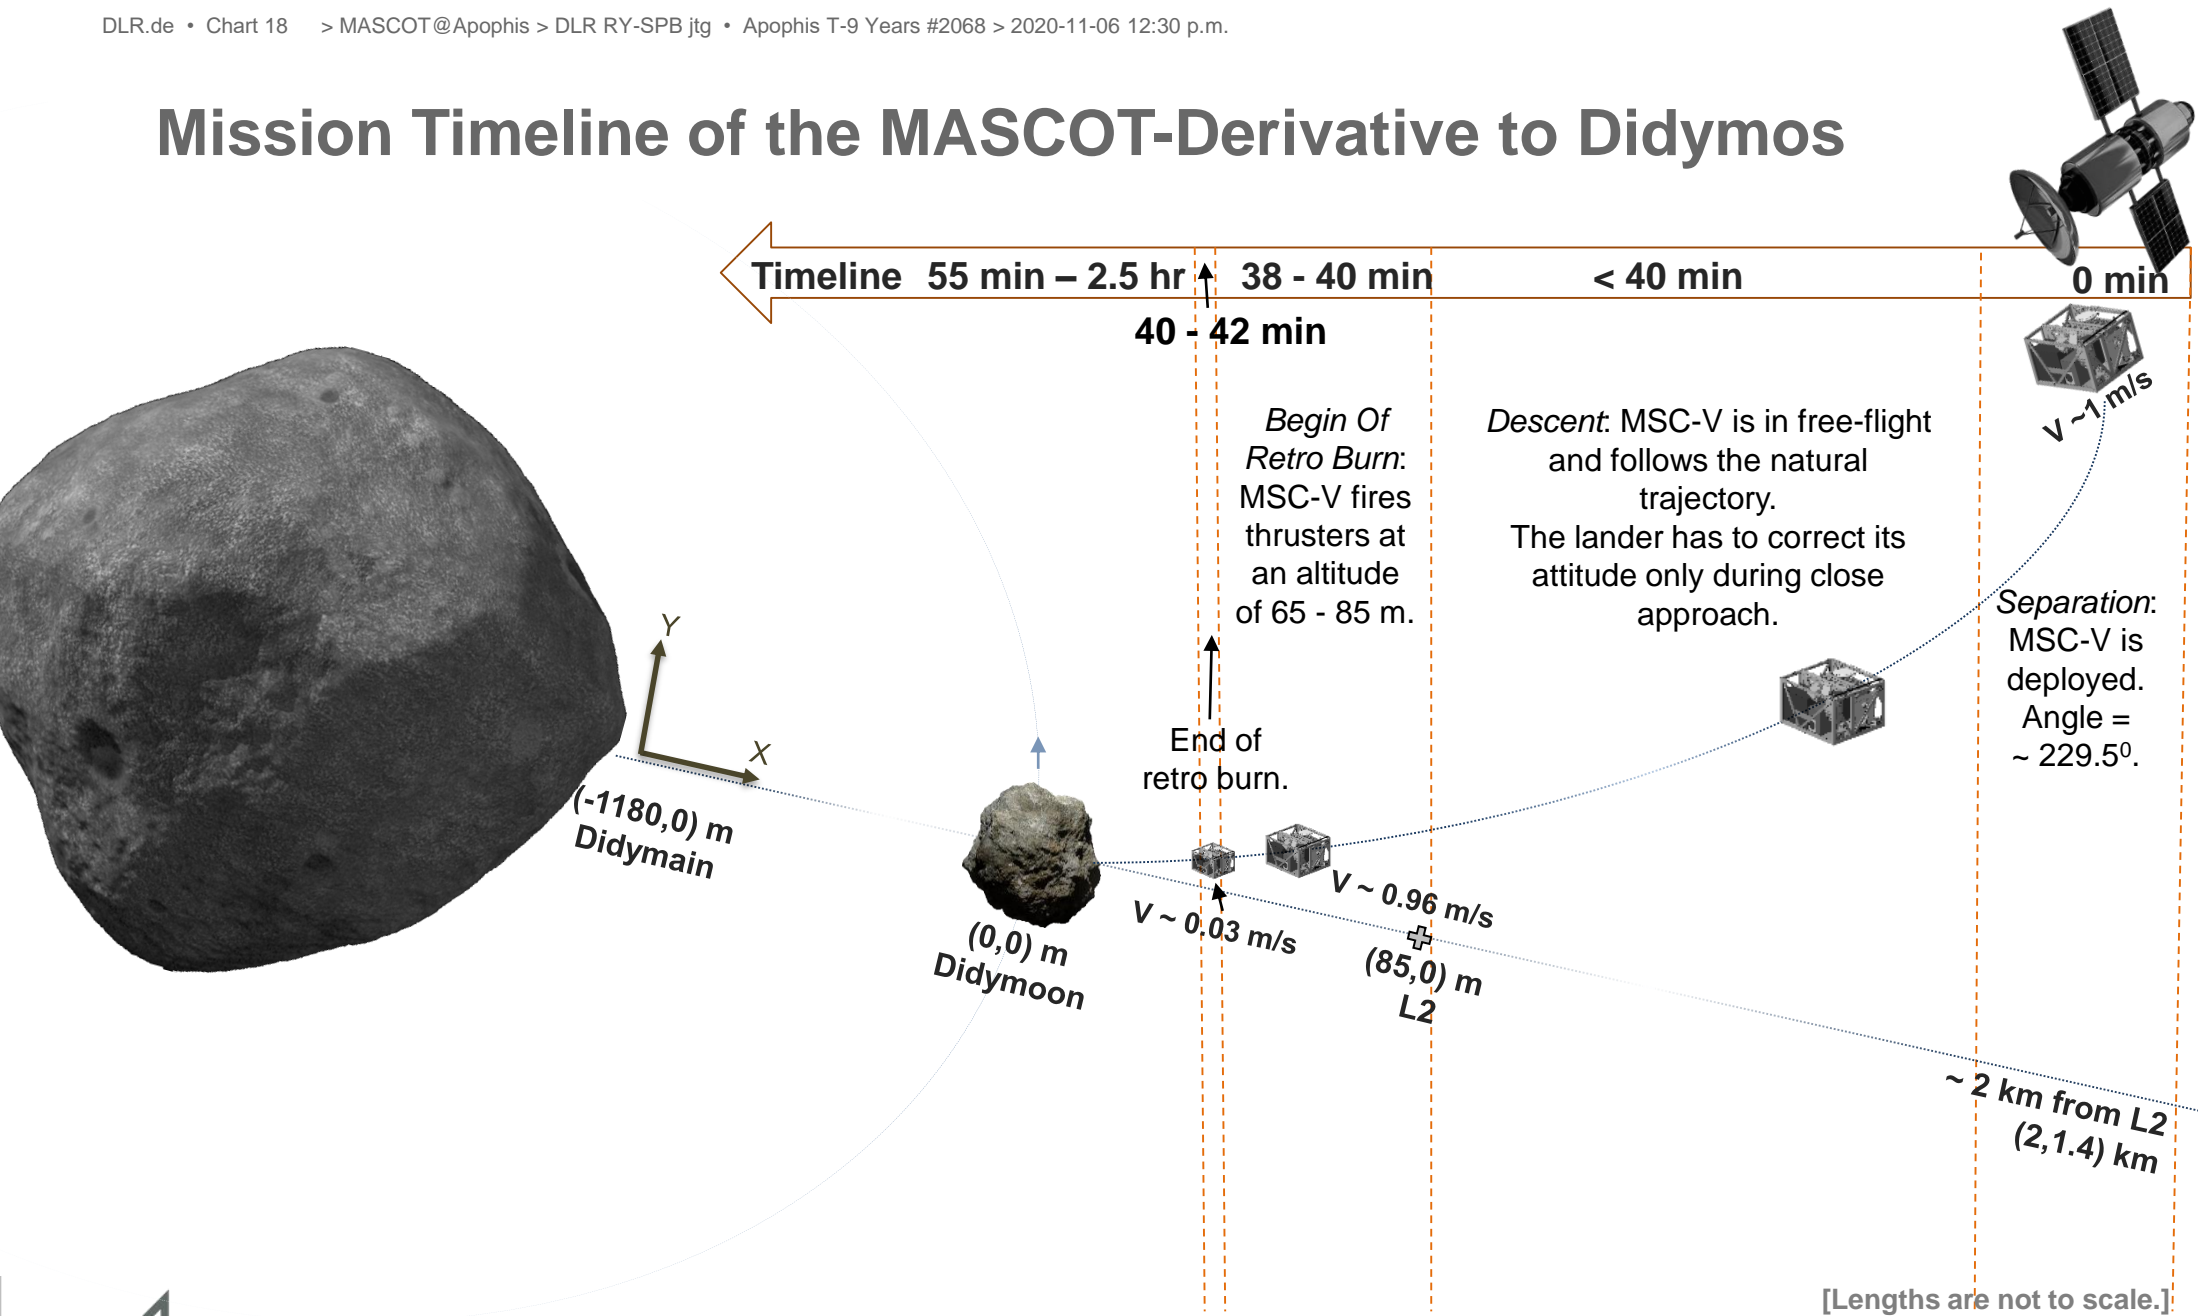 DLR.de • Chart 18 > MASCOT@Apophis > DLR RY-SPB jtg • Apophis T-9 Years #2068 > 2020-11-06 12:30 p.m.
Mission Timeline of the MASCOT-Derivative to Didymos
Timeline 55 min – 2.5 hr 38 - 40 min < 40 min 0 min
40 - 42 min
V ~1 m/s
Begin Of
Retro Burn:
MSC-V fires
thrusters at
an altitude
of 65 - 85 m.
Descent: MSC-V is in free-flight
and follows the natural
trajectory.
The lander has to correct its
attitude only during close
approach.
Separation:
MSC-V is
deployed.
Angle =
~ 229.5⁰.
Y
X
End of
retro burn.
(-1180,0) m
Didymain
(0,0) m
Didymoon
V ~ 0.03 m/s
V ~ 0.96 m/s
(85,0) m
L2
~ 2 km from L2
(2,1.4) km
[Lengths are not to scale.]